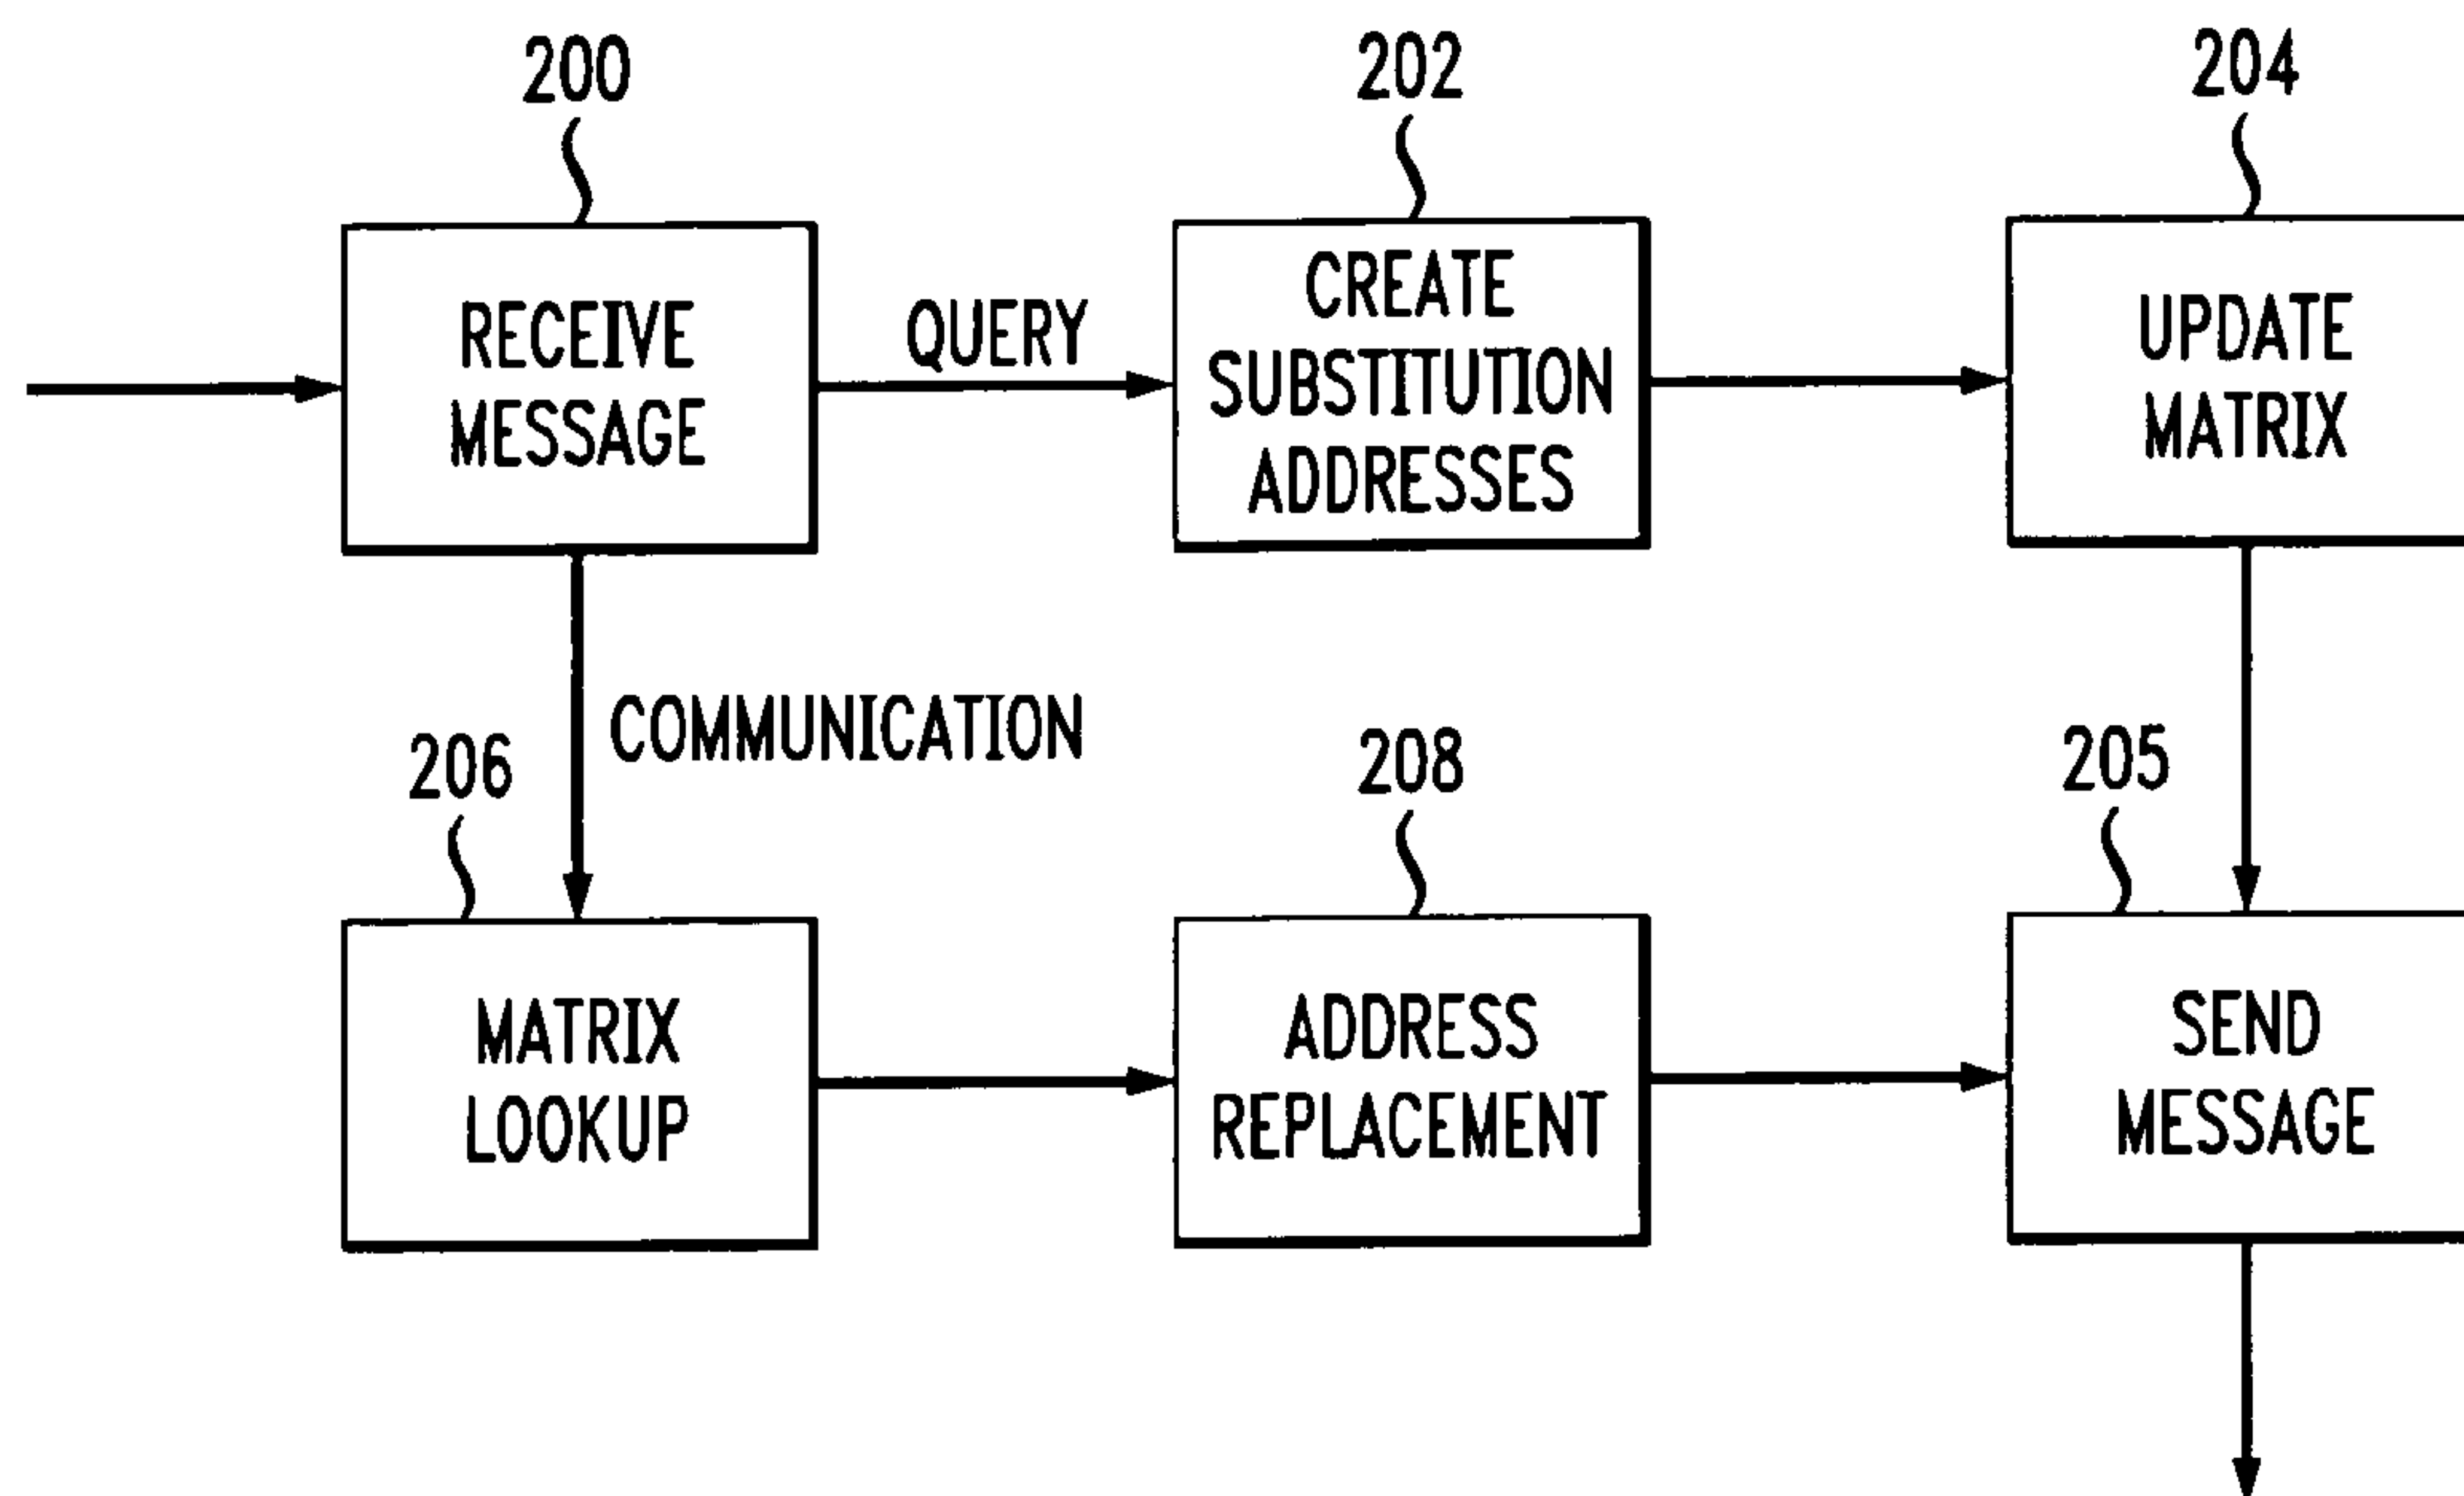 200
202
204
RECEIVE
MESSAGE
QUERY
CREATE
SUBSTITUTION
ADDRESSES
UPDATE
MATRIX
COMMUNICATION
206
208
205
MATRIX
LOOKUP
ADDRESS
REPLACEMENT
SEND
MESSAGE